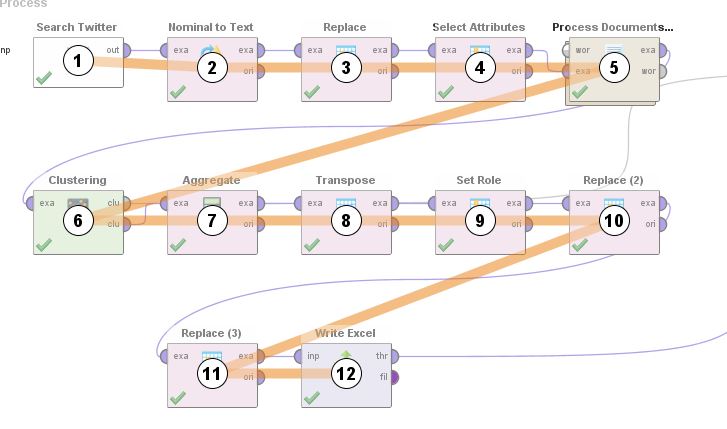 Process
Search Twitter Nominal to Text Replace Select Attributes Process Documents...
inp out exa exa exa exa exa exa wor exa
1 ori 2 ori 3 ori 4 exa 5 wor
Clustering Aggregate Transpose Set Role Replace (2)
exa clu exa exa exa exa exa exa exa exa
6 clu 7 ori 8 ori 9 ori 10 ori
Replace (3) Write Excel
exa exa inp thr
11 ori 12 fil